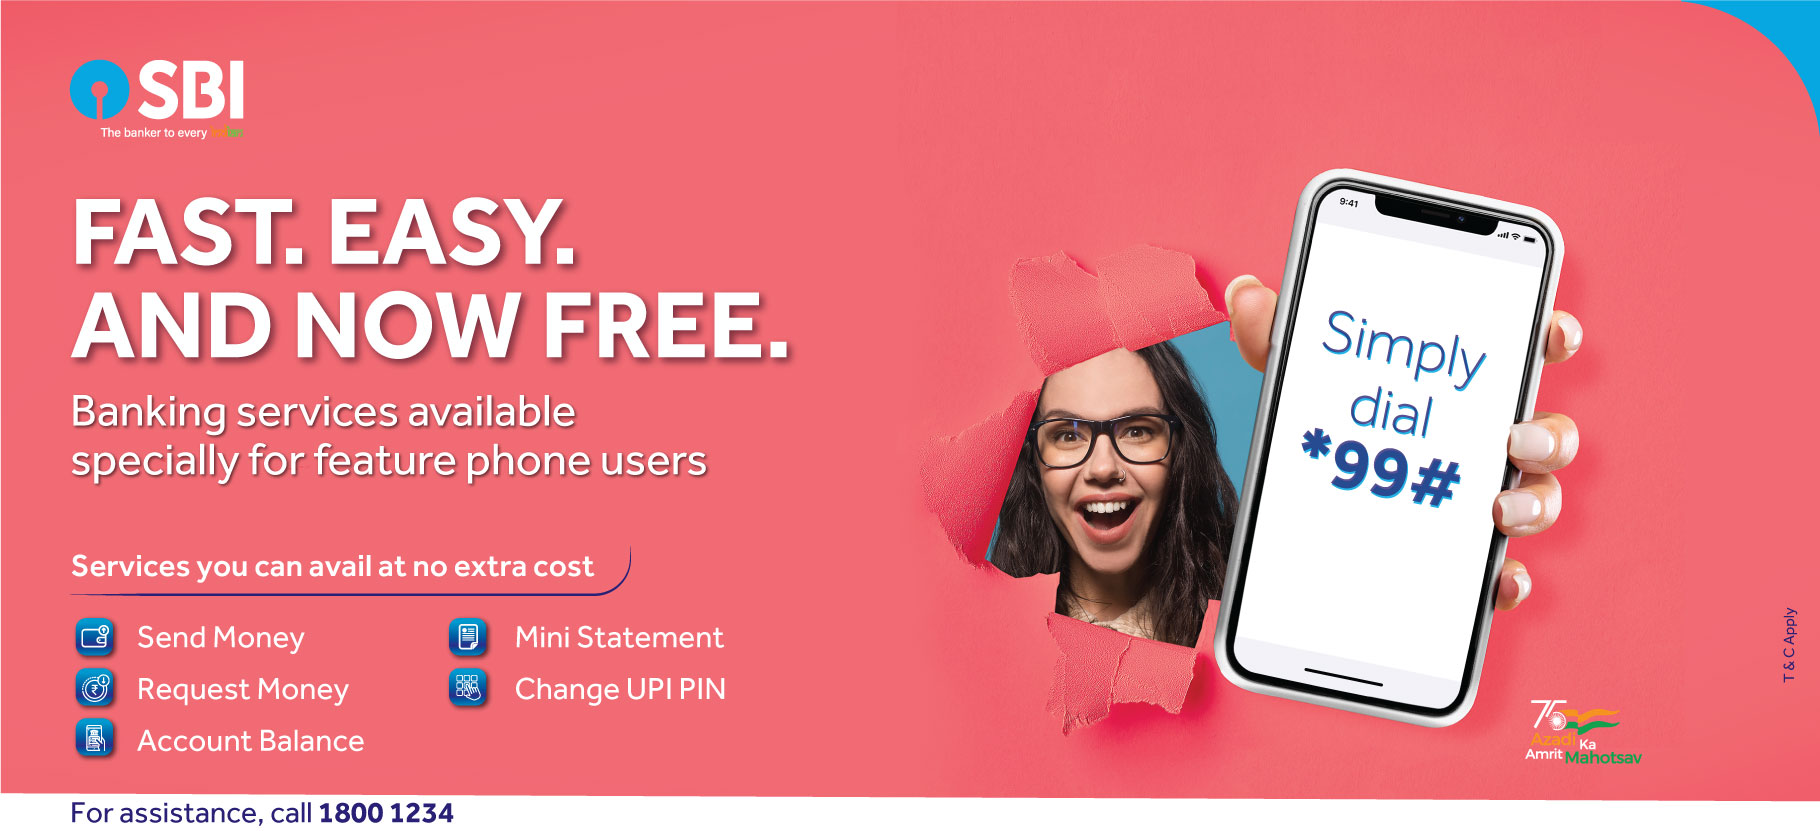 SBI
The banker to every Indian
FAST. EASY.
AND NOW FREE.
Banking services available
specially for feature phone users
Services you can avail at no extra cost
Send Money
Request Money
Account Balance
Mini Statement
Change UPI PIN
For assistance, call 1800 1234
9:41
Simply
dial
*99#
T & C Apply
75
Azadi Ka
Amrit Mahotsav